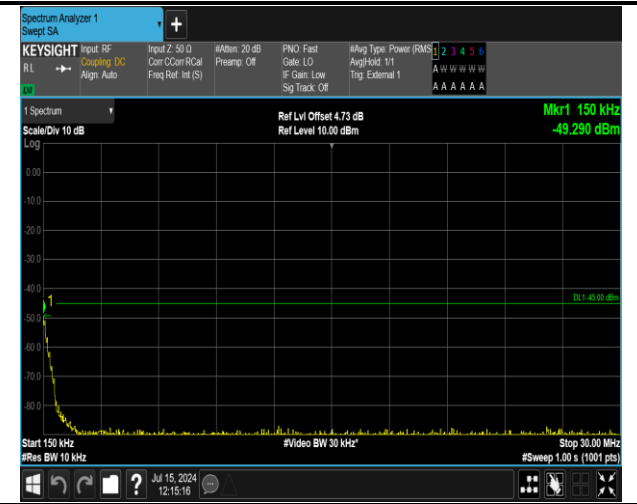 Spectrum Analyzer 1
Swept SA
KEYSIGHT
RL
Input: RF
Coupling: DC
Align: Auto
Input Z: 50 Ω
Corr CCorr RCal
Freq Ref: Int (S)
#Atten: 20 dB
Preamp: Off
PNO: Fast
Gate: LO
IF Gain: Low
Sig Track: Off
#Avg Type: Power (RMS
Avg|Hold: 1/1
Trig: External 1
1 2 3 4 5 6
A W W W W W
A A A A A A
1 Spectrum
Scale/Div 10 dB
Log
Ref Lvl Offset 4.73 dB
Ref Level 10.00 dBm
Mkr1 150 kHz
-49.290 dBm
0.00
-10.0
-20.0
-30.0
-40.0
1
DL1 -45.00 dBm
-50.0
-60.0
-70.0
-80.0
Start 150 kHz
#Res BW 10 kHz
#Video BW 30 kHz*
Stop 30.00 MHz
#Sweep 1.00 s (1001 pts)
?
Jul 15, 2024
12:15:16